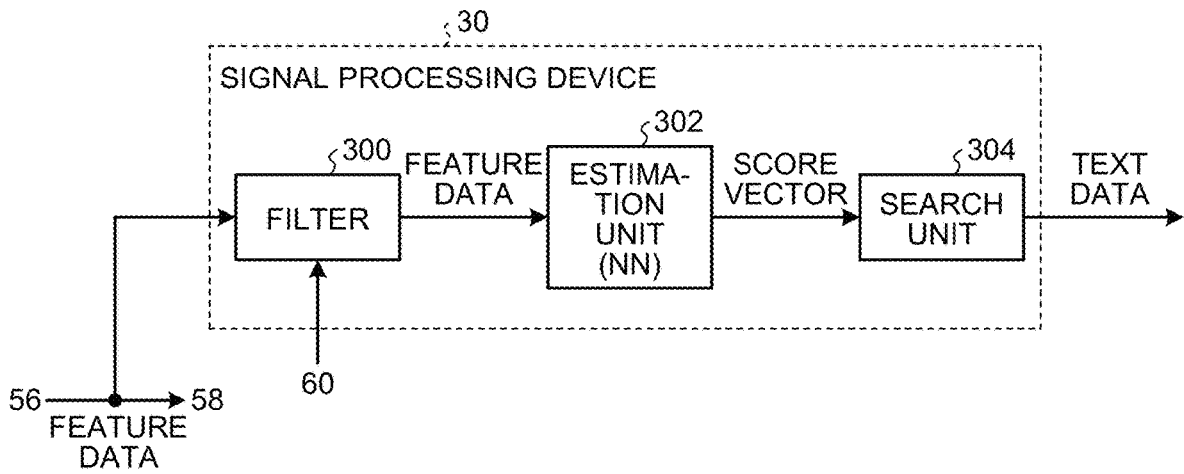 30
SIGNAL PROCESSING DEVICE
300
FILTER
FEATURE
DATA
302
ESTIMA-
TION
UNIT
(NN)
SCORE
VECTOR
304
SEARCH
UNIT
TEXT
DATA
60
56
58
FEATURE
DATA